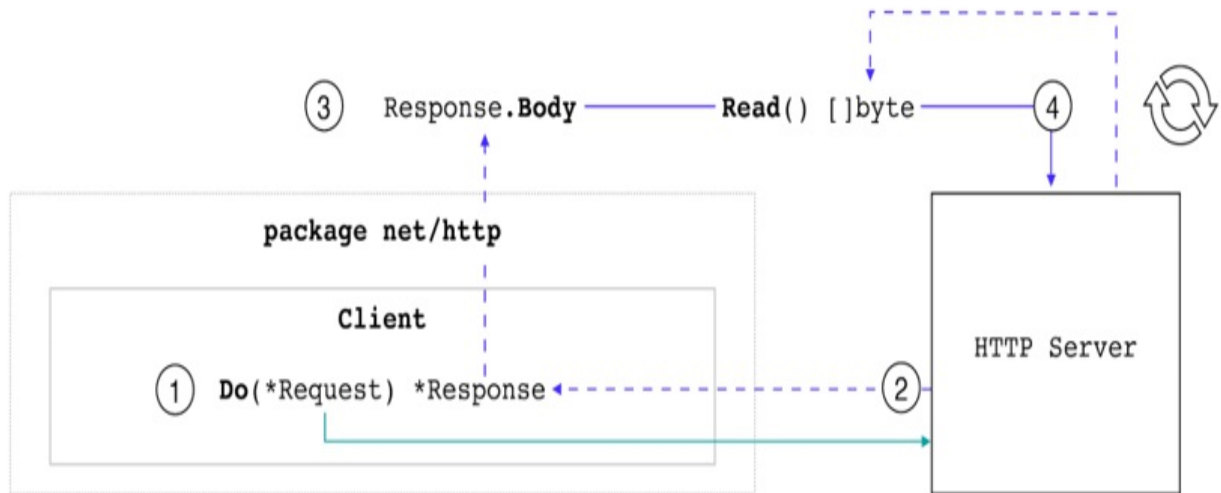 3 Response.Body Read() []byte 4
package net/http
Client
HTTP Server
1 Do(*Request) *Response 2